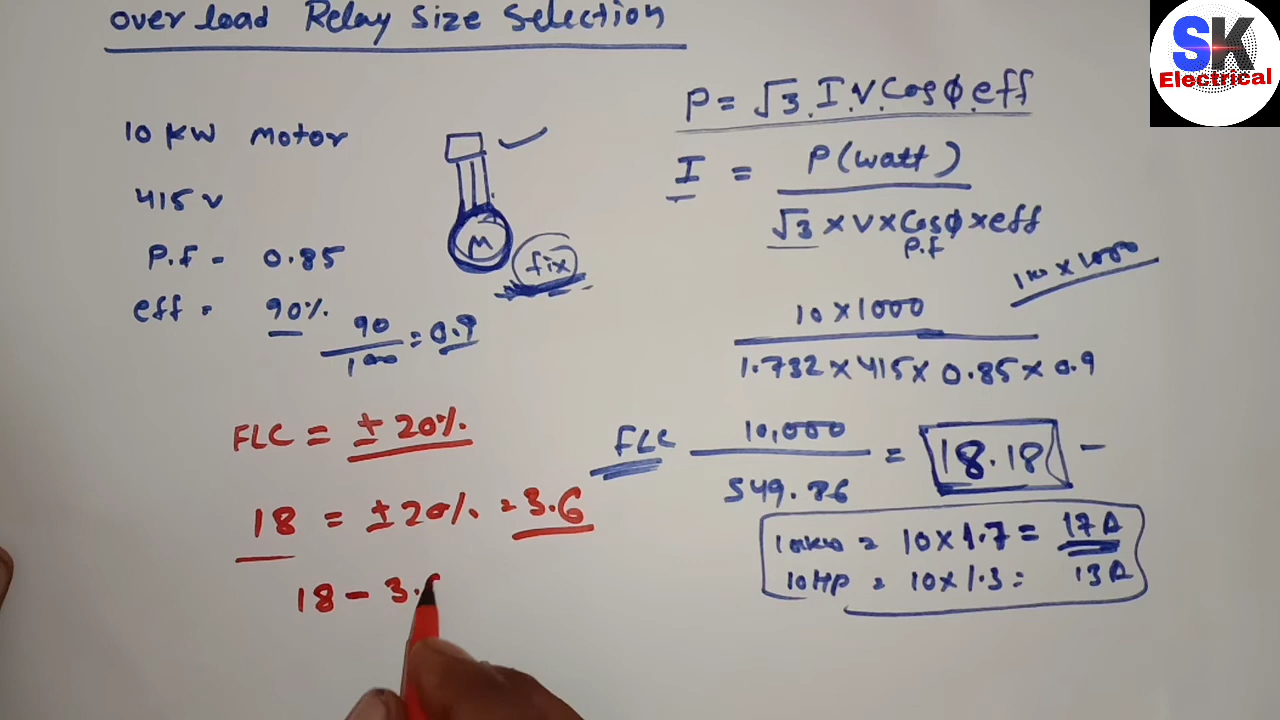 over load Relay Size Selection
SK
Electrical
10 KW Motor
415 v
P.f - 0.85
eff = 90%
90/100 = 0.9
M
fix
P = √3 . I . V . Cosϕ . eff
I = P(watt) / √3 × V × Cosϕ × eff
P.f
10 × 1000
100 × 1000
1.732 × 415 × 0.85 × 0.9
FLC 10,000 / 549.86 = 18.18 -
10KW = 10 × 1.7 = 17A
10HP = 10 × 1.3 = 13A
FLC = ± 20%
18 = ± 20% = 3.6
18 - 3.